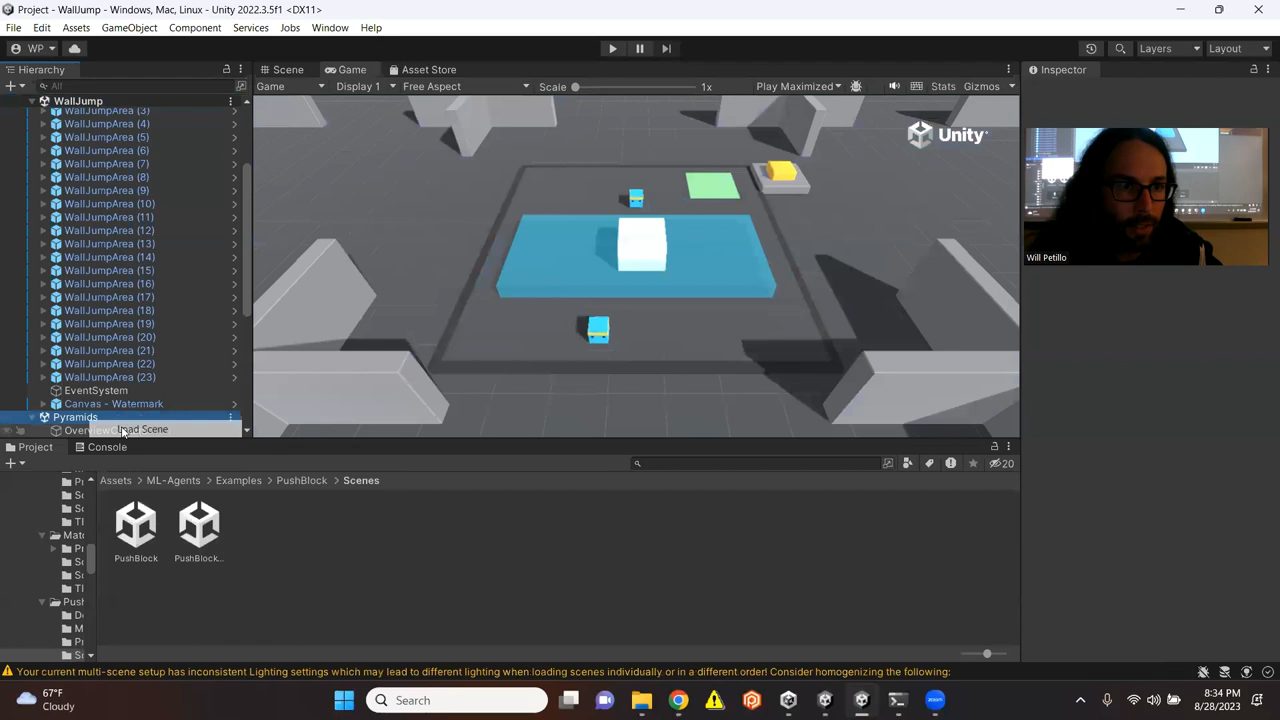 Project - WallJump - Windows, Mac, Linux - Unity 2022.3.5f1 <DX11>
File Edit Assets GameObject Component Services Jobs Window Help
WP Layers Layout
Hierarchy Scene Game Asset Store Inspector
All Game Display 1 Free Aspect Scale 1x Play Maximized Stats Gizmos
WallJump
WallJumpArea (3)
WallJumpArea (4)
WallJumpArea (5)
WallJumpArea (6)
WallJumpArea (7)
WallJumpArea (8)
WallJumpArea (9)
WallJumpArea (10)
WallJumpArea (11)
WallJumpArea (12)
WallJumpArea (13)
WallJumpArea (14)
WallJumpArea (15)
WallJumpArea (16)
WallJumpArea (17)
WallJumpArea (18)
WallJumpArea (19)
WallJumpArea (20)
WallJumpArea (21)
WallJumpArea (22)
WallJumpArea (23)
EventSystem
Canvas - Watermark
Pyramids
Scene
Unity
Will Petillo
Project Console
20
Assets > ML-Agents > Examples > PushBlock > Scenes
Mat
Pus
PushBlock PushBlock...
Your current multi-scene setup has inconsistent Lighting settings which may lead to different lighting when loading scenes individually or in a different order! Consider homogenizing the following:
67°F
Cloudy
Search
8:34 PM
8/28/2023